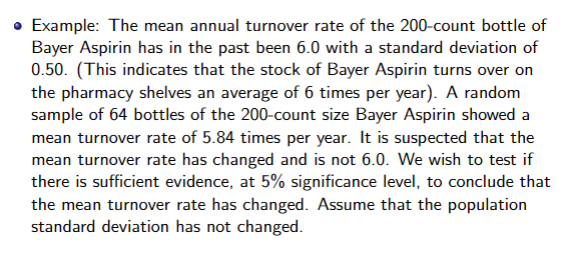 • Example: The mean annual turnover rate of the 200-count bottle of
Bayer Aspirin has in the past been 6.0 with a standard deviation of
0.50. (This indicates that the stock of Bayer Aspirin turns over on
the pharmacy shelves an average of 6 times per year). A random
sample of 64 bottles of the 200-count size Bayer Aspirin showed a
mean turnover rate of 5.84 times per year. It is suspected that the
mean turnover rate has changed and is not 6.0. We wish to test if
there is sufficient evidence, at 5% significance level, to conclude that
the mean turnover rate has changed. Assume that the population
standard deviation has not changed.